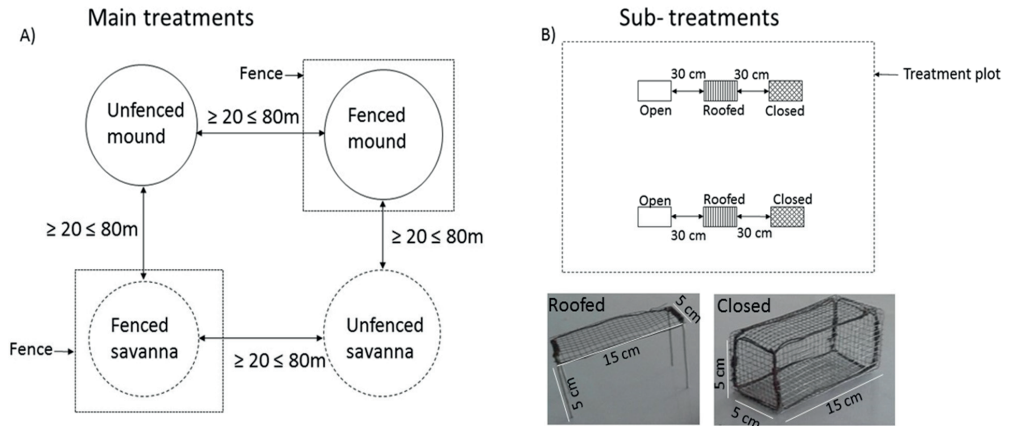 Main treatments
A)
Unfenced
mound
≥ 20 ≤ 80m
Fence
Fenced
mound
≥ 20 ≤ 80m
≥ 20 ≤ 80m
Fence
Fenced
savanna
≥ 20 ≤ 80m
Unfenced
savanna
Sub- treatments
B)
Treatment plot
30 cm
30 cm
Open
Roofed
Closed
Open
Roofed
Closed
30 cm
30 cm
Roofed
5 cm
15 cm
5 cm
Closed
5 cm
5 cm
15 cm